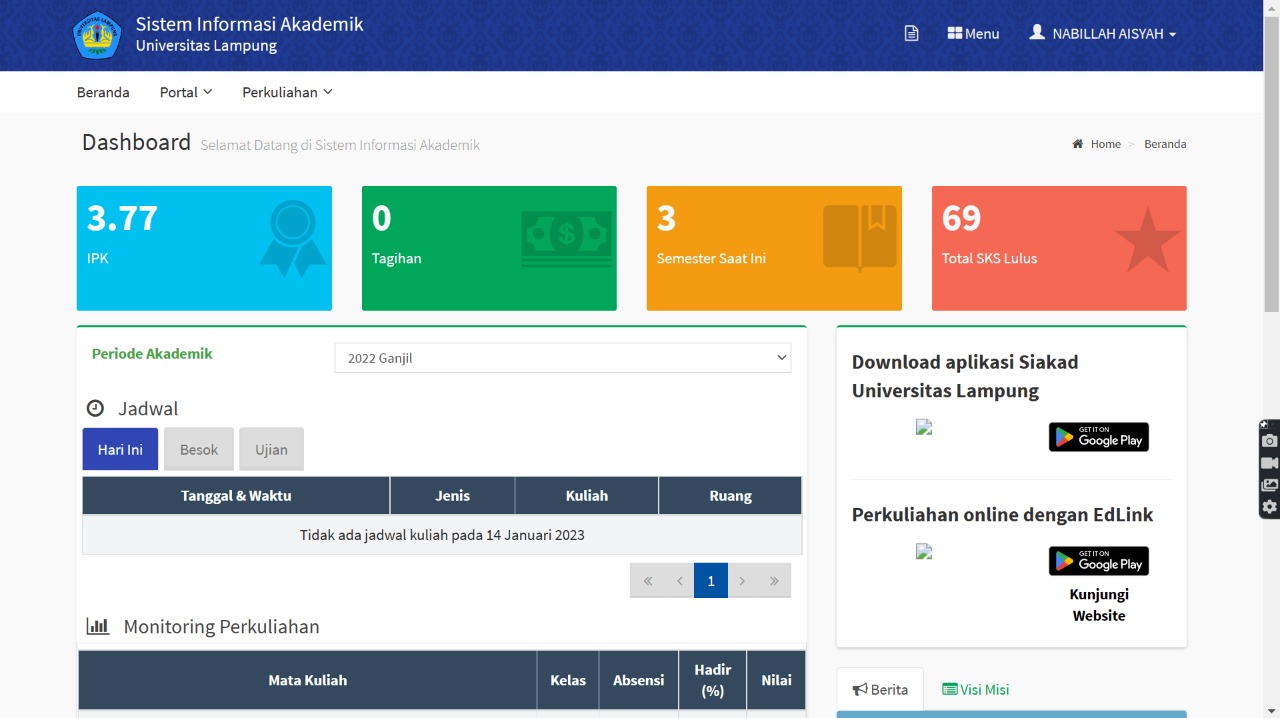 Sistem Informasi Akademik
Universitas Lampung
Menu
NABILLAH AISYAH
Beranda
Portal
Perkuliahan
Dashboard Selamat Datang di Sistem Informasi Akademik
Home > Beranda
3.77
IPK
0
Tagihan
3
Semester Saat Ini
69
Total SKS Lulus
Periode Akademik
2022 Ganjil
Jadwal
Hari Ini
Besok
Ujian
Tanggal & Waktu Jenis Kuliah Ruang
Tidak ada jadwal kuliah pada 14 Januari 2023
« ‹ 1 › »
Monitoring Perkuliahan
Mata Kuliah Kelas Absensi Hadir (%) Nilai
Download aplikasi Siakad
Universitas Lampung
GET IT ON
Google Play
Perkuliahan online dengan EdLink
GET IT ON
Google Play
Kunjungi
Website
Berita
Visi Misi